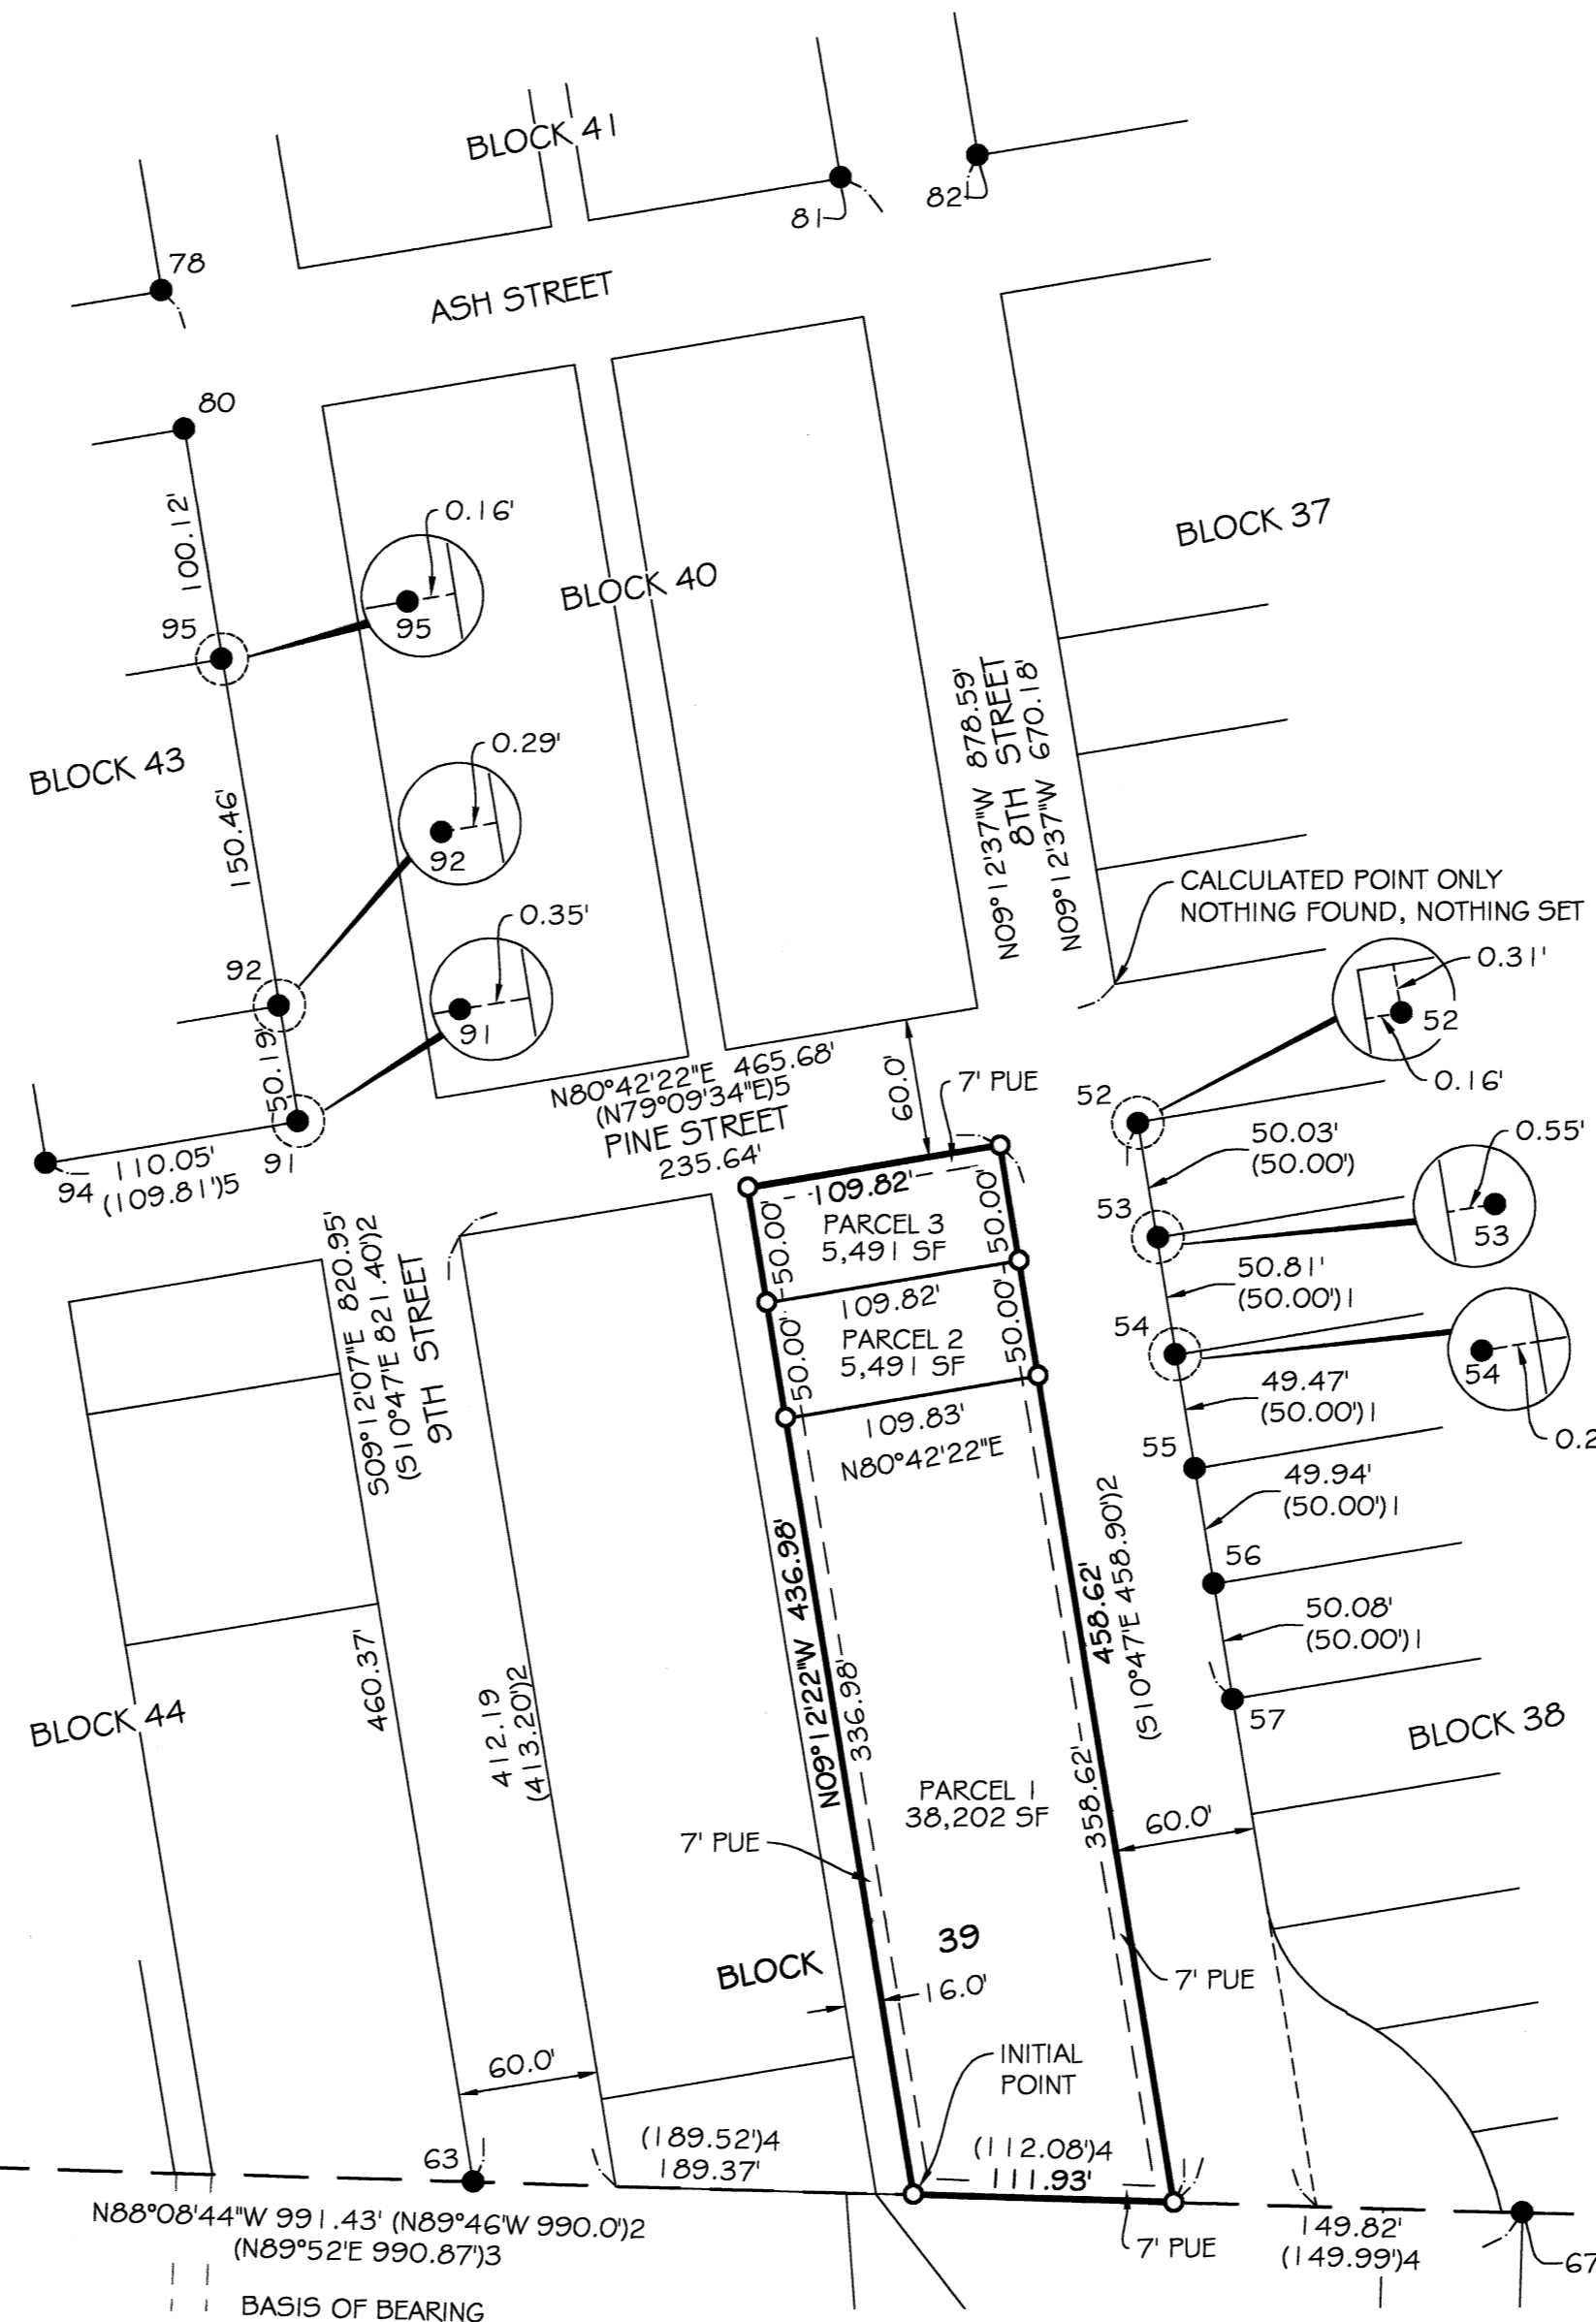 BLOCK 41
82
81
78
ASH STREET
80
100.12'
0.16'
95
95
BLOCK 40
BLOCK 37
N09°12'37"W 878.59'
8TH STREET
N09°12'37"W 670.18'
BLOCK 43
0.29'
92
150.46'
CALCULATED POINT ONLY
NOTHING FOUND, NOTHING SET
0.31'
52
0.16'
0.35'
91
92
50.19'
91
94
110.05'
(109.81')5
N80°42'22"E 465.68'
(N79°09'34"E)5
PINE STREET
235.64'
60.0'
7' PUE
52
50.03'
(50.00')
0.55'
53
53
50.81'
(50.00')1
54
54
49.47'
(50.00')1
55
49.94'
(50.00')1
56
50.08'
(50.00')1
57
BLOCK 38
109.82'
50.00'
PARCEL 3
5,491 SF
50.00'
109.82'
50.00'
PARCEL 2
5,491 SF
50.00'
109.83'
N80°42'22"E
S09°12'07"E 820.95'
(S10°47'E 821.40')2
9TH STREET
460.37'
412.19
(413.20')2
BLOCK 44
N09°12'22"W 436.98'
336.98'
458.62'
(S10°47'E 458.90')2
358.62'
PARCEL 1
38,202 SF
60.0'
7' PUE
BLOCK
39
16.0'
7' PUE
INITIAL
POINT
60.0'
63
(189.52')4
189.37'
(112.08')4
111.93'
7' PUE
149.82'
(149.99')4
67
N88°08'44"W 991.43' (N89°46'W 990.0')2
(N89°52'E 990.87')3
BASIS OF BEARING